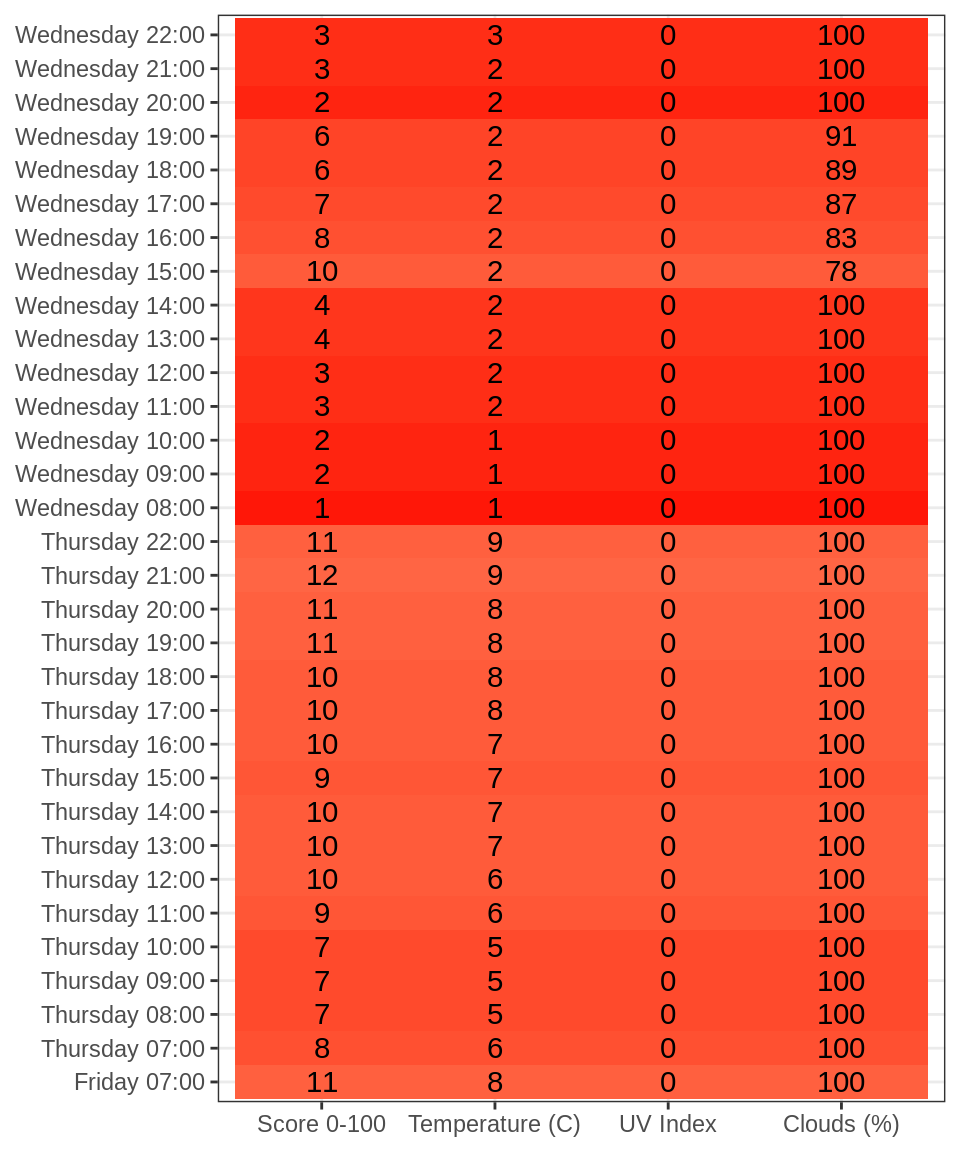 Wednesday 22:00 3 3 0 100
Wednesday 21:00 3 2 0 100
Wednesday 20:00 2 2 0 100
Wednesday 19:00 6 2 0 91
Wednesday 18:00 6 2 0 89
Wednesday 17:00 7 2 0 87
Wednesday 16:00 8 2 0 83
Wednesday 15:00 10 2 0 78
Wednesday 14:00 4 2 0 100
Wednesday 13:00 4 2 0 100
Wednesday 12:00 3 2 0 100
Wednesday 11:00 3 2 0 100
Wednesday 10:00 2 1 0 100
Wednesday 09:00 2 1 0 100
Wednesday 08:00 1 1 0 100
Thursday 22:00 11 9 0 100
Thursday 21:00 12 9 0 100
Thursday 20:00 11 8 0 100
Thursday 19:00 11 8 0 100
Thursday 18:00 10 8 0 100
Thursday 17:00 10 8 0 100
Thursday 16:00 10 7 0 100
Thursday 15:00 9 7 0 100
Thursday 14:00 10 7 0 100
Thursday 13:00 10 7 0 100
Thursday 12:00 10 6 0 100
Thursday 11:00 9 6 0 100
Thursday 10:00 7 5 0 100
Thursday 09:00 7 5 0 100
Thursday 08:00 7 5 0 100
Thursday 07:00 8 6 0 100
Friday 07:00 11 8 0 100
Score 0-100 Temperature (C) UV Index Clouds (%)